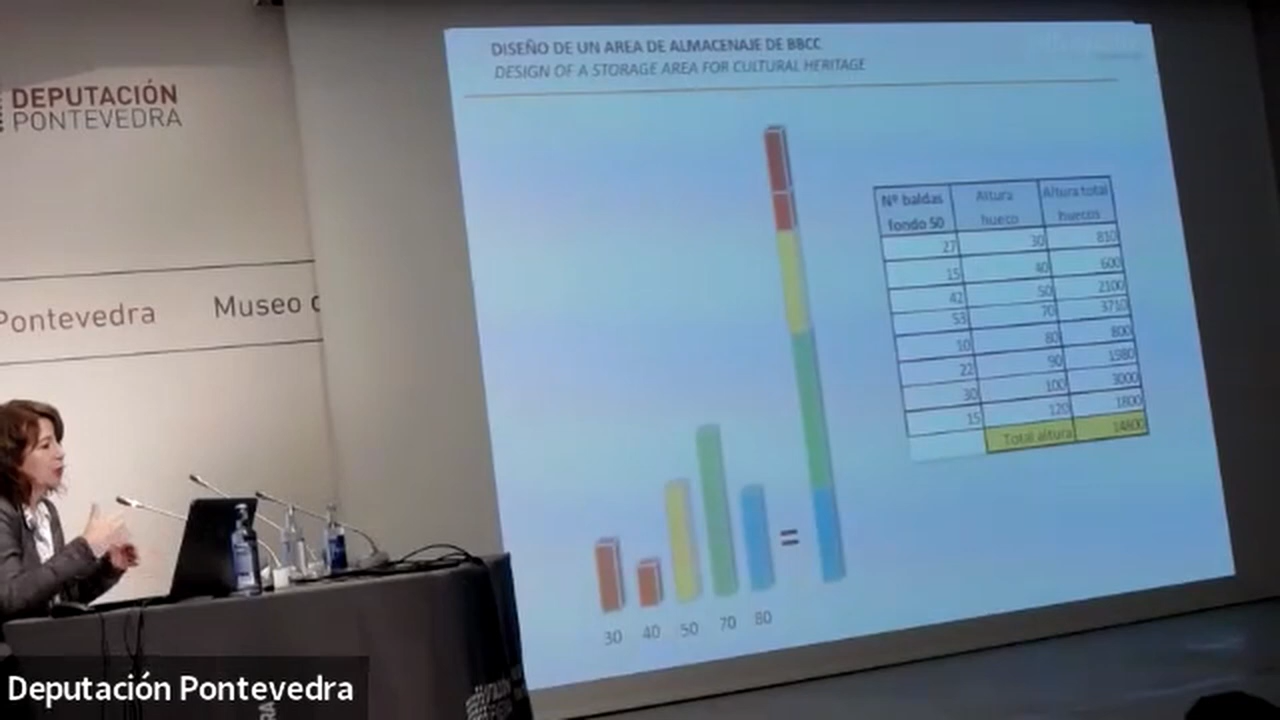 DEPUTACIÓN
PONTEVEDRA
Pontevedra
Museo
DISEÑO DE UN AREA DE ALMACENAJE DE BBCC
DESIGN OF A STORAGE AREA FOR CULTURAL HERITAGE
Nº baldas fondo 50 Altura hueco Altura total huecos
27 30 810
15 40 600
42 50 2100
53 70 3710
10 80 800
22 90 1980
30 100 3000
15 120 1800
Total altura 14800
=
30 40 50 70 80
Deputación Pontevedra